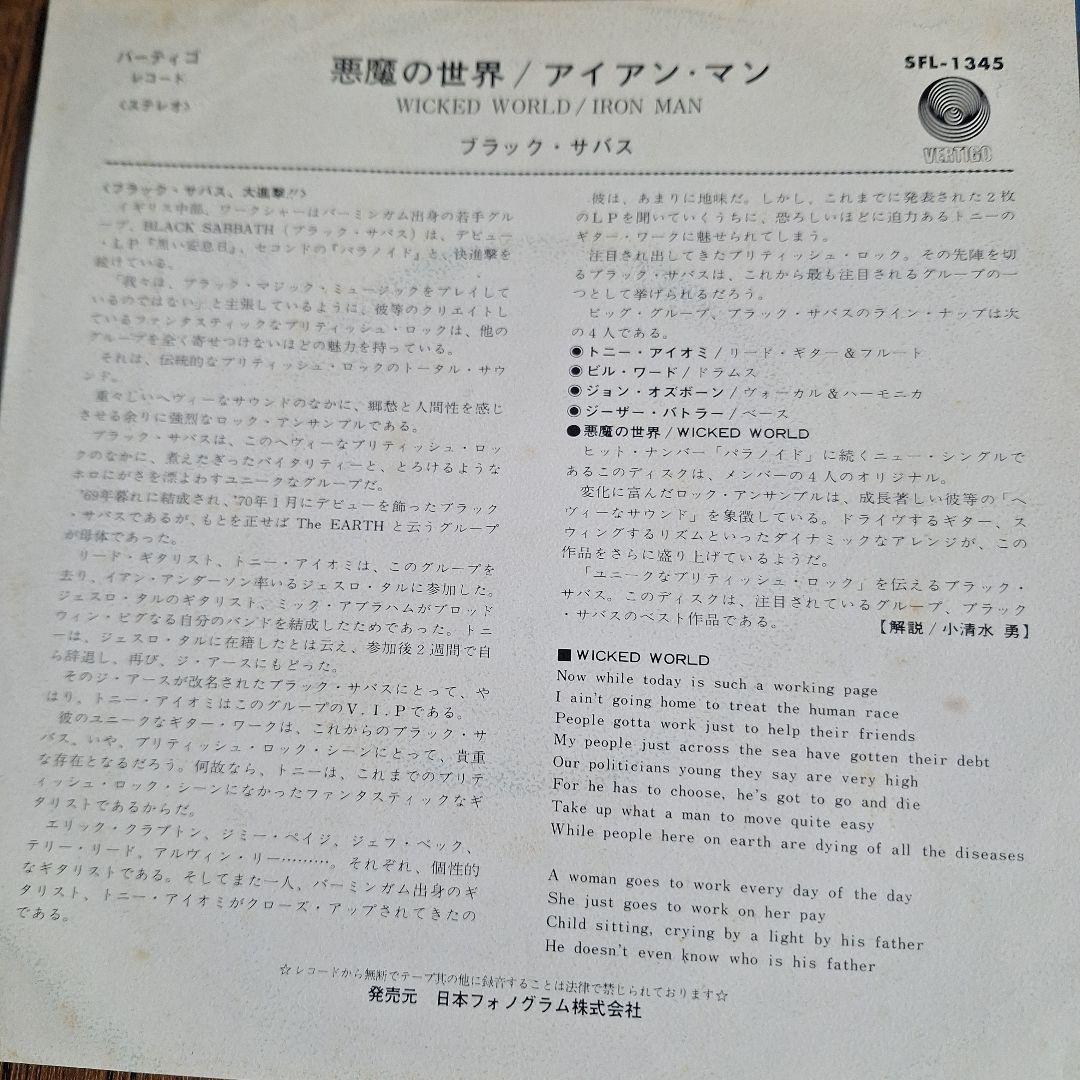 バーティゴ
レコード
〈ステレオ〉
悪魔の世界/アイアン・マン
WICKED WORLD/IRON MAN
ブラック・サバス
SFL-1345
VERTIGO
〈ブラック・サバス、大進撃!!〉
イギリス中部、ワークシャーはバーミンガム出身の若手グル
ープ、BLACK SABBATH(ブラック・サバス)は、デビュー
・LP『黒い安息日』、セコンドの『パラノイド』と、快進撃を
続けている。
「我々は、ブラック・マジック・ミュージックをプレイして
いるのではない」と主張しているように、彼等のクリエイトし
ているファンタスティックなブリティッシュ・ロックは、他の
グループを全く寄せつけないほどの魅力を持っている。
それは、伝統的なブリティッシュ・ロックのトータル・サウ
ンド。
重々しいヘヴィーなサウンドのなかに、郷愁と人間性を感じ
させる余りに強烈なロック・アンサンブルである。
ブラック・サバスは、このヘヴィーなブリティッシュ・ロッ
クのなかに、煮えたぎったバイタリティーと、とろけるような
ホロにがさを漂よわすユニークなグループだ。
'69年暮れに結成され、'70年1月にデビューを飾ったブラック
・サバスであるが、もとを正せば The EARTH と云うグループ
が母体であった。
リード・ギタリスト、トニー・アイオミは、このグループを
去り、イアン・アンダーソン率いるジェスロ・タルに参加した。
ジェスロ・タルのギタリスト、ミック・アブラハムがブロッド
ウィン・ピグなる自分のバンドを結成したためであった。トニ
ーは、ジェスロ・タルに在籍したとは云え、参加後2週間で自
ら辞退し、再び、ジ・アースにもどった。
そのジ・アースが改名されたブラック・サバスにとって、や
はり、トニー・アイオミはこのグループのV.I.Pである。
彼のユニークなギター・ワークは、これからのブラック・サ
バス、いや、ブリティッシュ・ロック・シーンにとって、貴重
な存在となるだろう。何故なら、トニーは、これまでのブリテ
ィッシュ・ロック・シーンになかったファンタスティックなギ
タリストであるからだ。
エリック・クラプトン、ジミー・ペイジ、ジェフ・ベック、
テリー・リード、アルヴィン・リー………。それぞれ、個性的
なギタリストである。そしてまた一人、バーミンガム出身のギ
タリスト、トニー・アイオミがクローズ・アップされてきたの
である。
彼は、あまりに地味だ。しかし、これまでに発表された2枚
のLPを聞いていくうちに、恐ろしいほどに迫力あるトニーの
ギター・ワークに魅せられてしまう。
注目され出してきたブリティッシュ・ロック。その先陣を切
るブラック・サバスは、これから最も注目されるグループの一
つとして挙げられるだろう。
ビッグ・グループ、ブラック・サバスのライン・ナップは次
の4人である。
◉トニー・アイオミ/リード・ギター&フルート
◉ビル・ワード/ドラムス
◉ジョン・オズボーン/ヴォーカル&ハーモニカ
◉ジーザー・バトラー/ベース
●悪魔の世界/WICKED WORLD
ヒット・ナンバー「パラノイド」に続くニュー・シングルで
あるこのディスクは、メンバーの4人のオリジナル。
変化に富んだロック・アンサンブルは、成長著しい彼等の「ヘ
ヴィーなサウンド」を象徴している。ドライヴするギター、ス
ウィングするリズムといったダイナミックなアレンジが、この
作品をさらに盛り上げているようだ。
「ユニークなブリティッシュ・ロック」を伝えるブラック・
サバス。このディスクは、注目されているグループ、ブラック
・サバスのベスト作品である。
【解説/小清水 勇】
■WICKED WORLD
Now while today is such a working page
I ain't going home to treat the human race
People gotta work just to help their friends
My people just across the sea have gotten their debt
Our politicians young they say are very high
For he has to choose, he's got to go and die
Take up what a man to move quite easy
While people here on earth are dying of all the diseases
A woman goes to work every day of the day
She just goes to work on her pay
Child sitting, crying by a light by his father
He doesn't even know who is his father
☆レコードから無断でテープ其の他に録音することは法律で禁じられております☆
発売元 日本フォノグラム株式会社